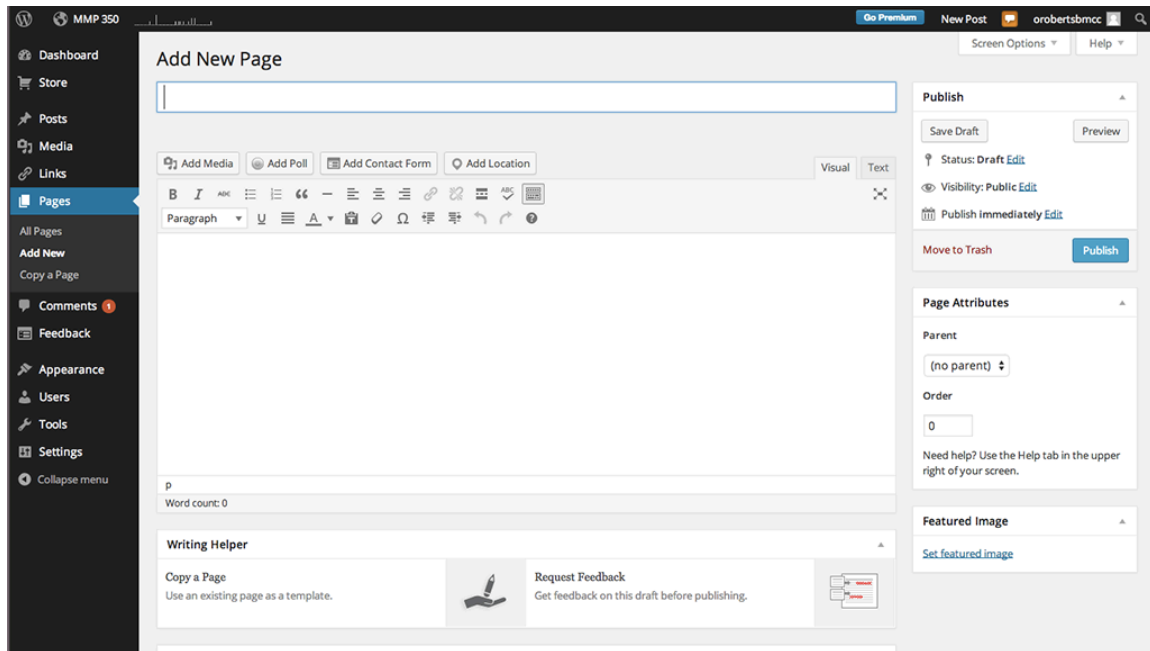 MMP 350
Go Premium
New Post
orobertsbmcc
Dashboard
Store
Posts
Media
Links
Pages
All Pages
Add New
Copy a Page
Comments 1
Feedback
Appearance
Users
Tools
Settings
Collapse menu
Screen Options
Help
Add New Page
Add Media
Add Poll
Add Contact Form
Add Location
Visual
Text
B I ABC ABC
Paragraph U A Ω
p
Word count: 0
Writing Helper
Copy a Page
Use an existing page as a template.
Request Feedback
Get feedback on this draft before publishing.
Publish
Save Draft
Preview
Status: Draft Edit
Visibility: Public Edit
Publish immediately Edit
Move to Trash
Publish
Page Attributes
Parent
(no parent)
Order
0
Need help? Use the Help tab in the upper
right of your screen.
Featured Image
Set featured image